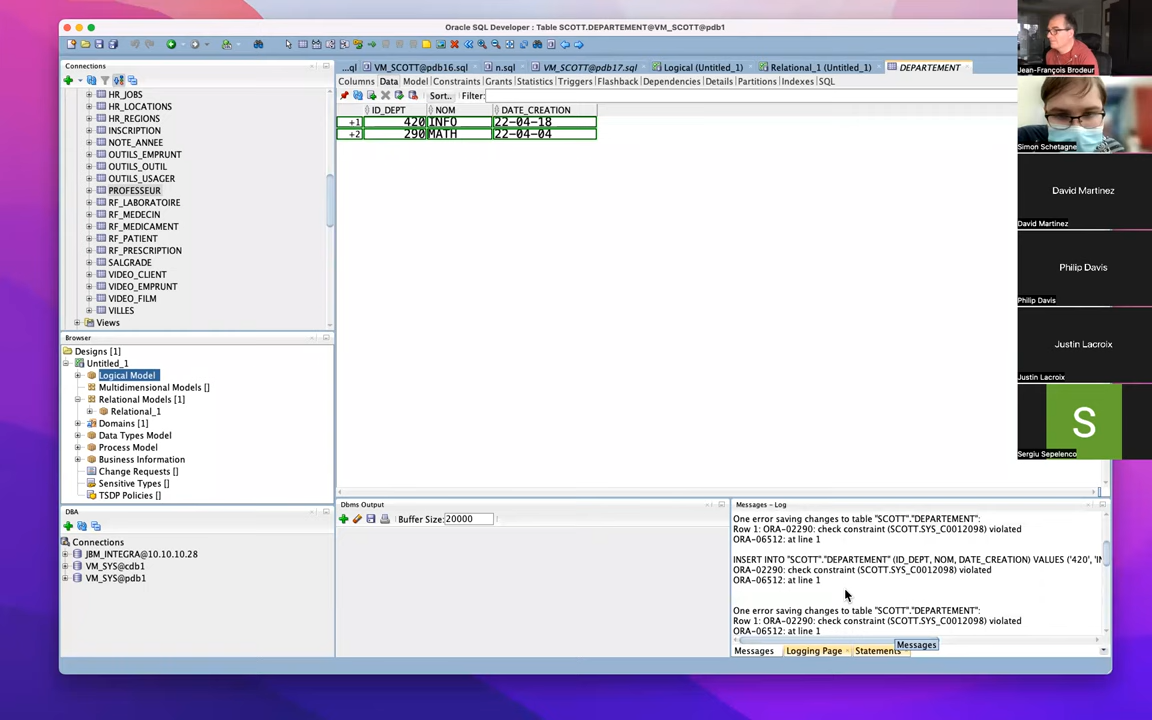 Oracle SQL Developer : Table SCOTT.DEPARTEMENT@VM_SCOTT@pdb1
Connections
HR_JOBS
HR_LOCATIONS
HR_REGIONS
INSCRIPTION
NOTE_ANNEE
OUTILS_EMPRUNT
OUTILS_OUTIL
OUTILS_USAGER
PROFESSEUR
RF_LABORATOIRE
RF_MEDECIN
RF_MEDICAMENT
RF_PATIENT
RF_PRESCRIPTION
SALGRADE
VIDEO_CLIENT
VIDEO_EMPRUNT
VIDEO_FILM
VILLES
Views
Browser
Designs [1]
Untitled_1
Logical Model
Multidimensional Models []
Relational Models [1]
Relational_1
Domains [1]
Data Types Model
Process Model
Business Information
Change Requests []
Sensitive Types []
TSDP Policies []
DBA
Connections
JBM_INTEGRA@10.10.10.28
VM_SYS@cdb1
VM_SYS@pdb1
...ql VM_SCOTT@pdb16.sql n.sql VM_SCOTT@pdb17.sql Logical (Untitled_1) Relational_1 (Untitled_1) DEPARTEMENT
Columns Data Model Constraints Grants Statistics Triggers Flashback Dependencies Details Partitions Indexes SQL
Sort.. Filter:
ID_DEPT NOM DATE_CREATION
+1 420 INFO 22-04-18
+2 290 MATH 22-04-04
Dbms Output
Buffer Size: 20000
Messages - Log
One error saving changes to table "SCOTT"."DEPARTEMENT":
Row 1: ORA-02290: check constraint (SCOTT.SYS_C0012098) violated
ORA-06512: at line 1
INSERT INTO "SCOTT"."DEPARTEMENT" (ID_DEPT, NOM, DATE_CREATION) VALUES ('420', 'IN
ORA-02290: check constraint (SCOTT.SYS_C0012098) violated
ORA-06512: at line 1
One error saving changes to table "SCOTT"."DEPARTEMENT":
Row 1: ORA-02290: check constraint (SCOTT.SYS_C0012098) violated
ORA-06512: at line 1
Messages
Messages Logging Page Statements
Jean-François Brodeur
Simon Schetagne
David Martinez
David Martinez
Philip Davis
Philip Davis
Justin Lacroix
Justin Lacroix
S
Sergiu Sepelenco